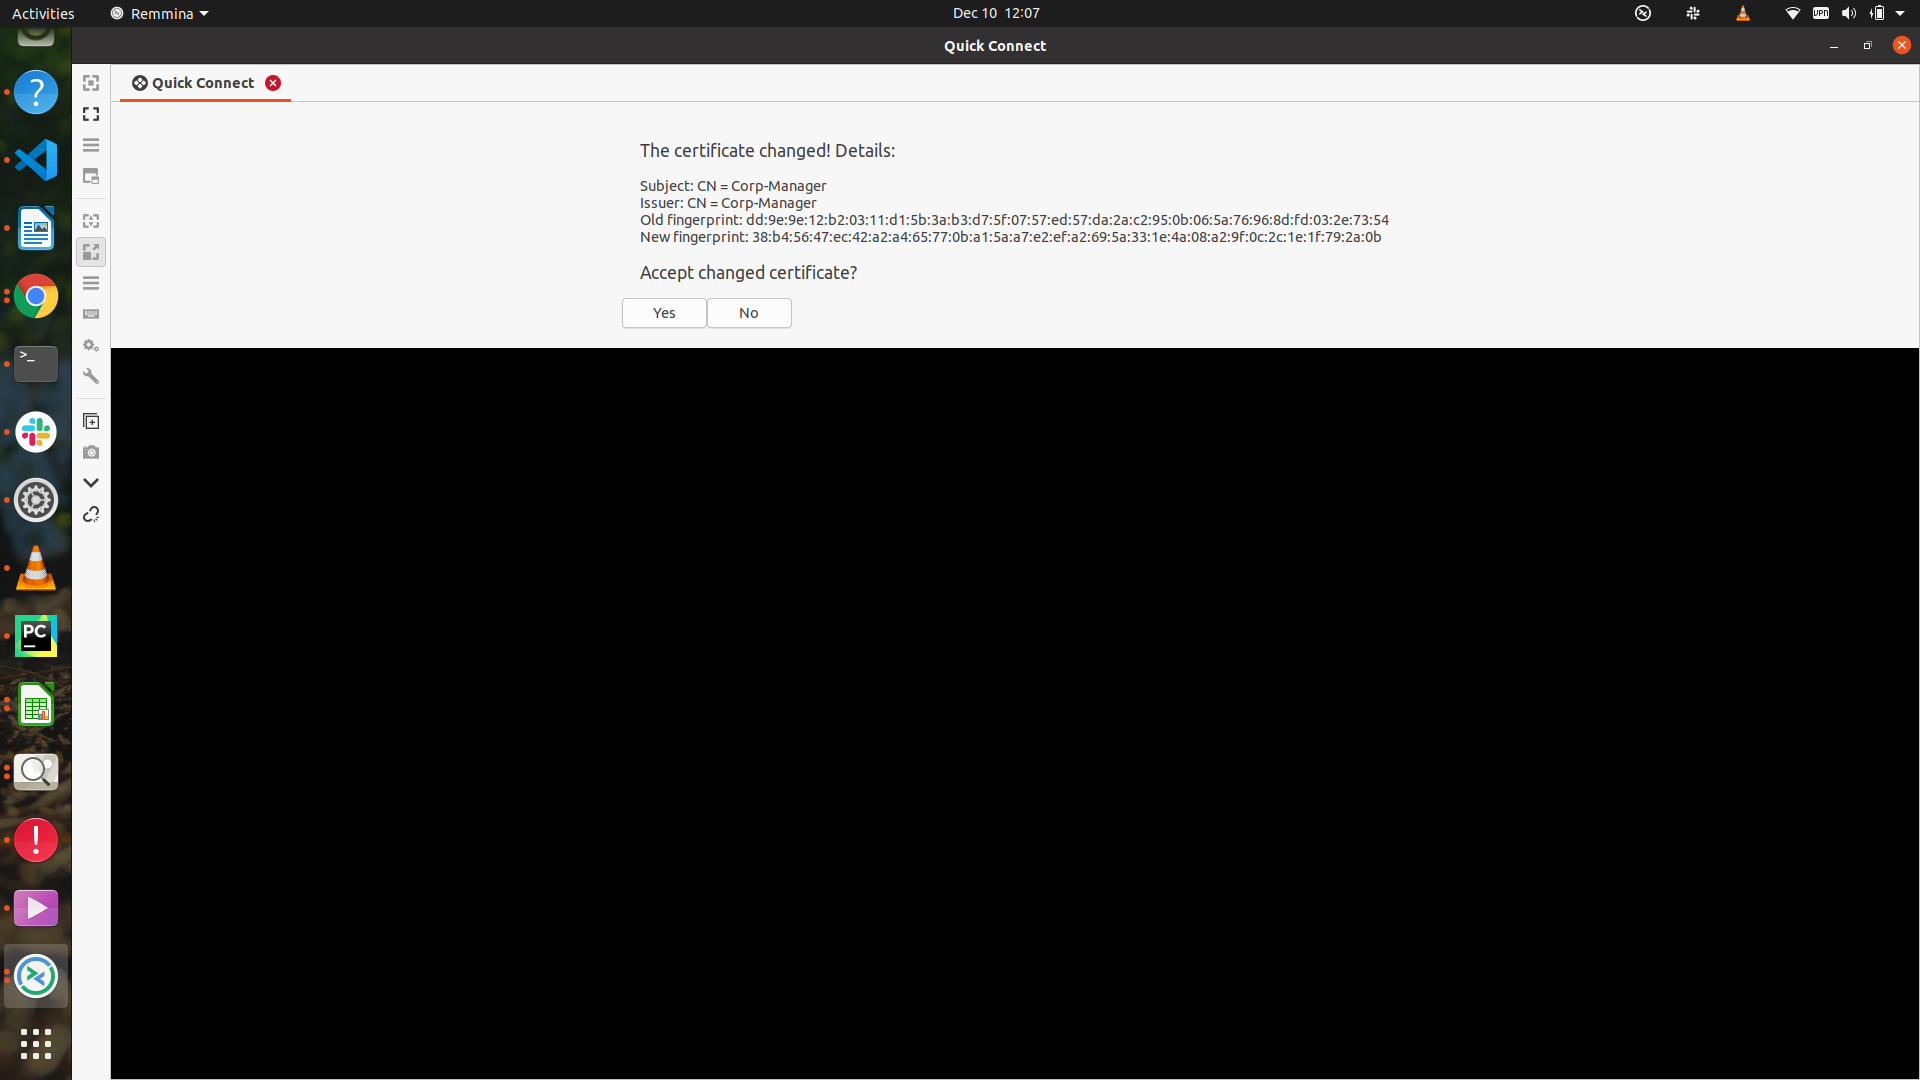 Activities
Remmina
Dec 10 12:07
VPN
Quick Connect
Quick Connect
The certificate changed! Details:
Subject: CN = Corp-Manager
Issuer: CN = Corp-Manager
Old fingerprint: dd:9e:9e:12:b2:03:11:d1:5b:3a:b3:d7:5f:07:57:ed:57:da:2a:c2:95:0b:06:5a:76:96:8d:fd:03:2e:73:54
New fingerprint: 38:b4:56:47:ec:42:a2:a4:65:77:0b:a1:5a:a7:e2:ef:a2:69:5a:33:1e:4a:08:a2:9f:0c:2c:1e:1f:79:2a:0b
Accept changed certificate?
Yes No
>_
PC